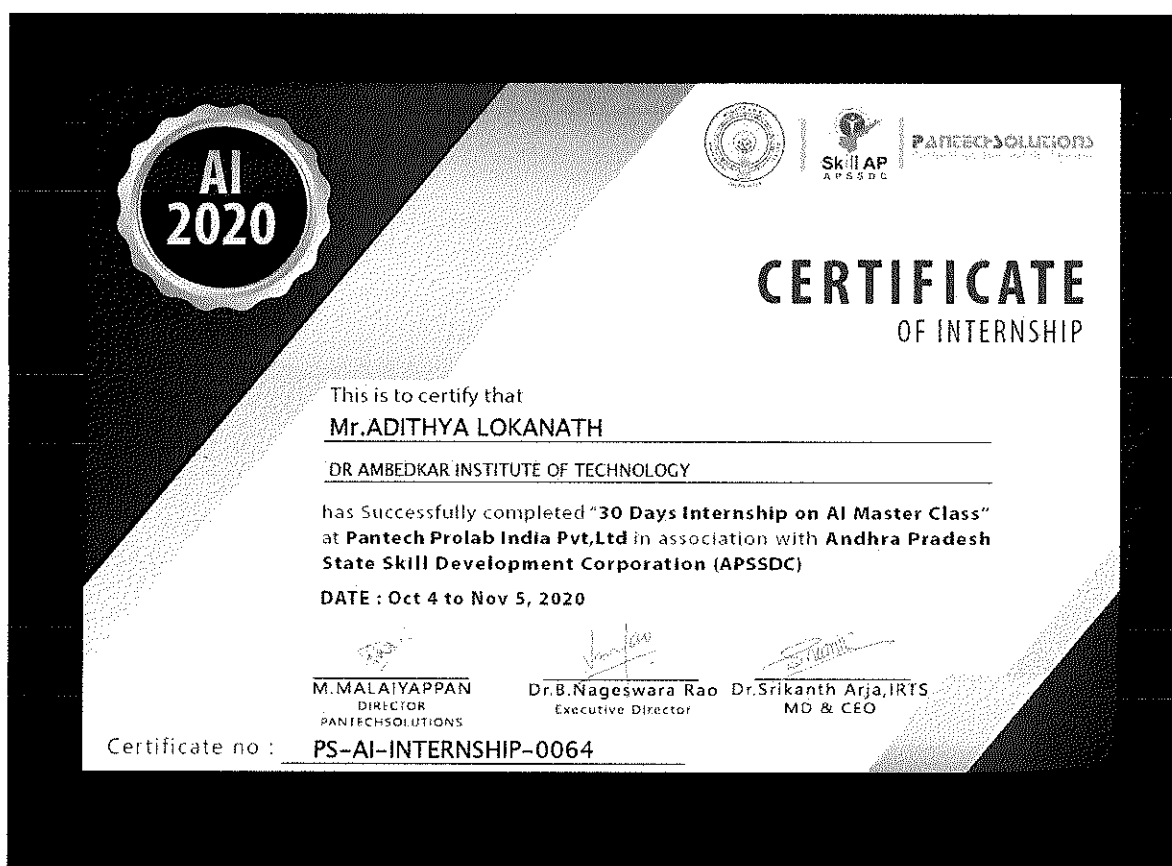 AI
2020
Skill AP
APSSDC
PANTECHSOLUTIONS
CERTIFICATE
OF INTERNSHIP
This is to certify that
Mr.ADITHYA LOKANATH
DR AMBEDKAR INSTITUTE OF TECHNOLOGY
has Successfully completed "30 Days Internship on AI Master Class"
at Pantech Prolab India Pvt,Ltd in association with Andhra Pradesh
State Skill Development Corporation (APSSDC)
DATE : Oct 4 to Nov 5, 2020
M.MALAIYAPPAN
DIRECTOR
PANTECHSOLUTIONS
Dr.B.Nageswara Rao
Executive Director
Dr.Srikanth Arja,IRTS
MD & CEO
Certificate no : PS-AI-INTERNSHIP-0064